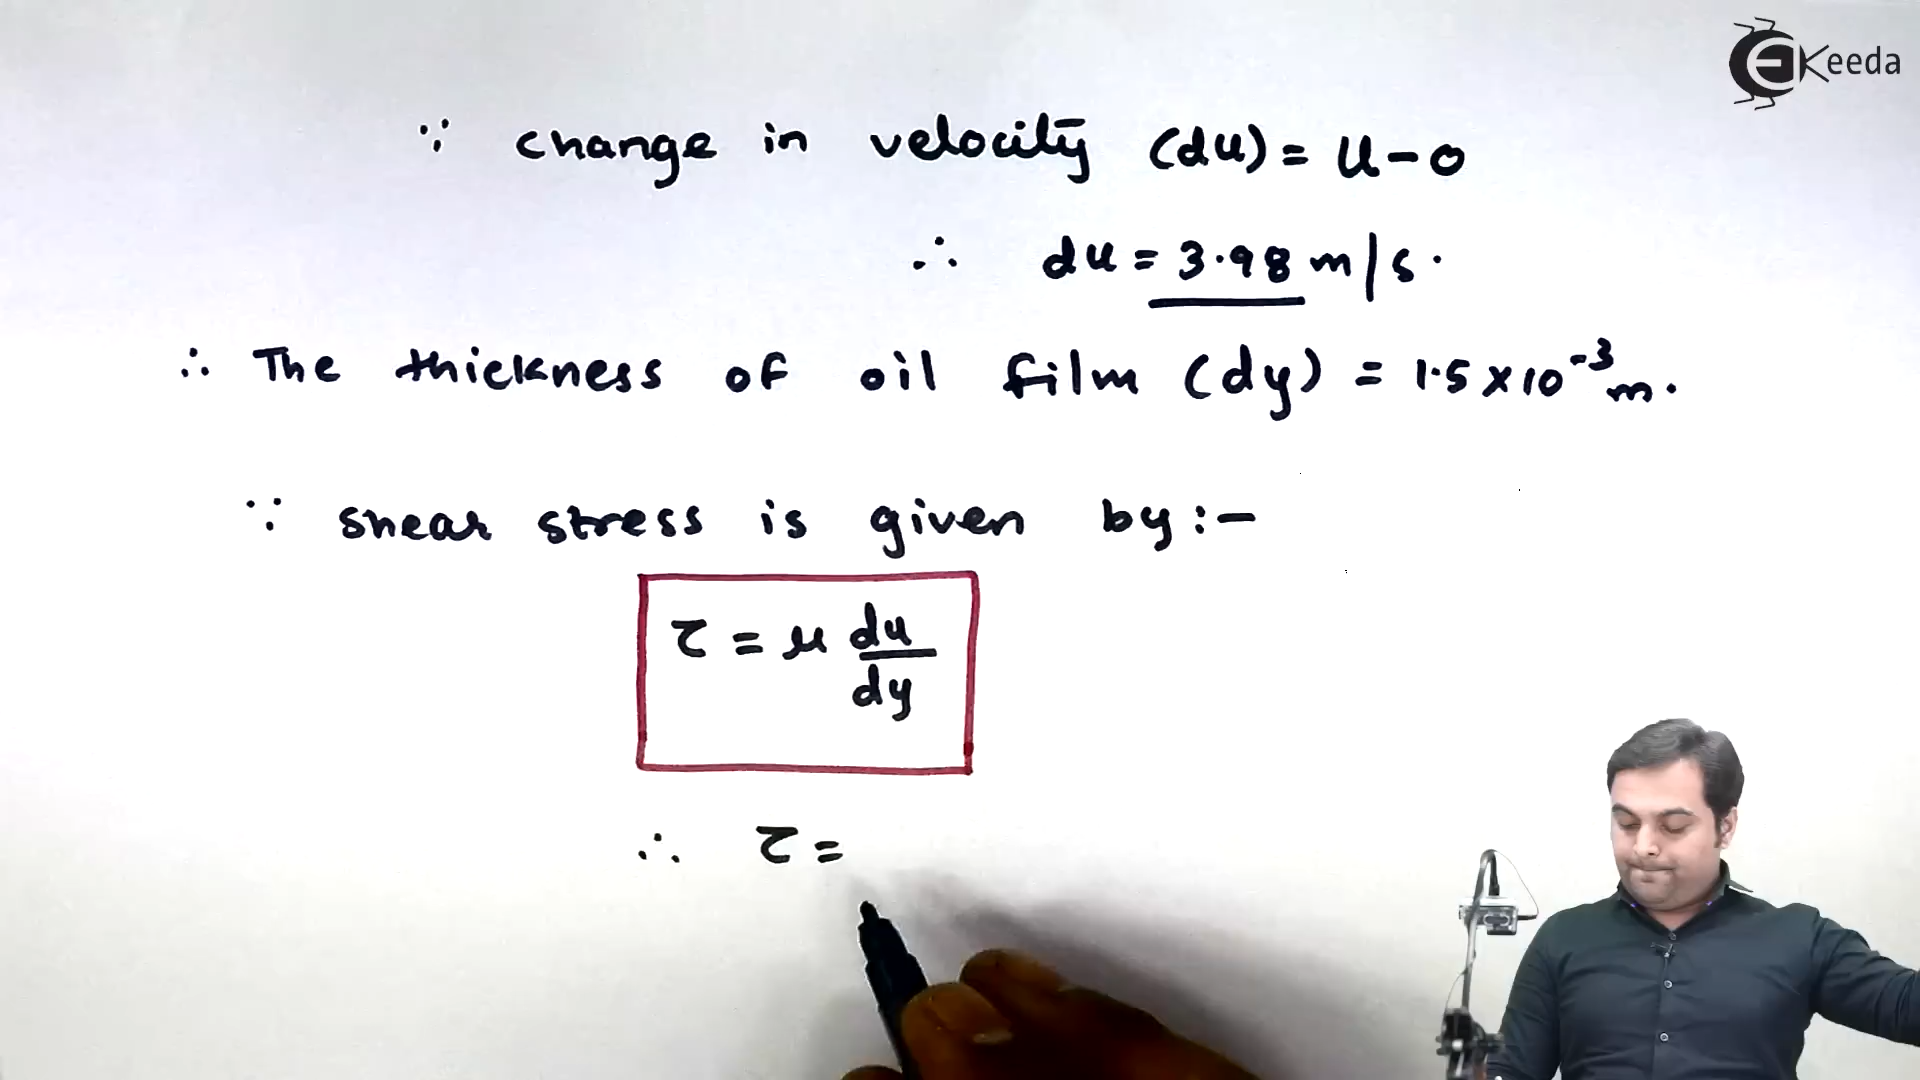 Ekeeda
∵ change in velocity (du) = u - 0
∴ du = 3.98 m/s.
∴ The thickness of oil film (dy) = 1.5 x 10⁻³ m.
∵ shear stress is given by :-
τ = μ du/dy
∴ τ =